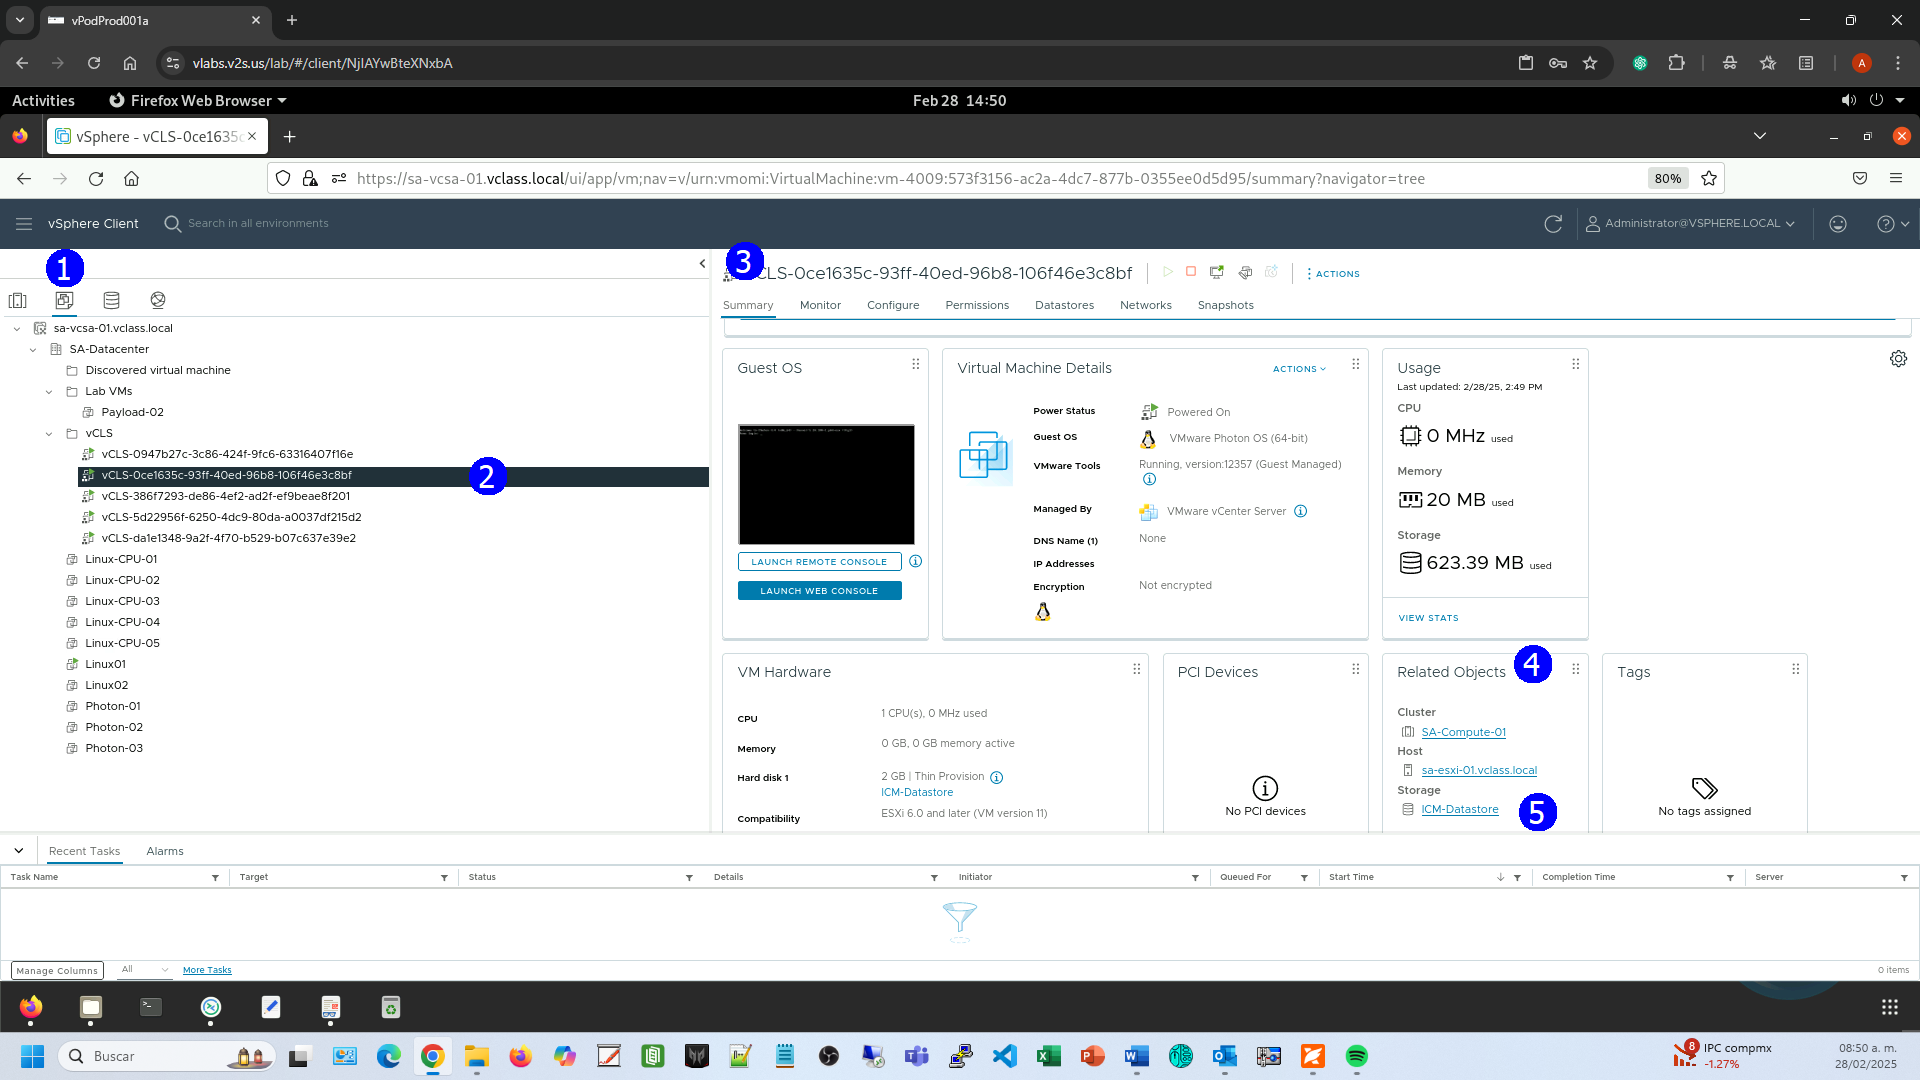 vPodProd001a
vlabs.v2s.us/lab/#/client/NjIAYwBteXNxbA
A
Activities
Firefox Web Browser
Feb 28 14:50
vSphere - vCLS-0ce1635c
https://sa-vcsa-01.vclass.local/ui/app/vm;nav=v/urn:vmomi:VirtualMachine:vm-4009:573f3156-ac2a-4dc7-877b-0355ee0d5d95/summary?navigator=tree
80%
vSphere Client
Search in all environments
Administrator@VSPHERE.LOCAL
1
3
CLS-0ce1635c-93ff-40ed-96b8-106f46e3c8bf
ACTIONS
Summary
Monitor
Configure
Permissions
Datastores
Networks
Snapshots
sa-vcsa-01.vclass.local
SA-Datacenter
Discovered virtual machine
Lab VMs
Payload-02
vCLS
vCLS-0947b27c-3c86-424f-9fc6-63316407f16e
vCLS-0ce1635c-93ff-40ed-96b8-106f46e3c8bf
2
vCLS-386f7293-de86-4ef2-ad2f-ef9beae8f201
vCLS-5d22956f-6250-4dc9-80da-a0037df215d2
vCLS-da1e1348-9a2f-4f70-b529-b07c637e39e2
Linux-CPU-01
Linux-CPU-02
Linux-CPU-03
Linux-CPU-04
Linux-CPU-05
Linux01
Linux02
Photon-01
Photon-02
Photon-03
Guest OS
LAUNCH REMOTE CONSOLE
LAUNCH WEB CONSOLE
Virtual Machine Details
ACTIONS
Power Status
Powered On
Guest OS
VMware Photon OS (64-bit)
VMware Tools
Running, version:12357 (Guest Managed)
Managed By
VMware vCenter Server
DNS Name (1)
None
IP Addresses
Encryption
Not encrypted
Usage
Last updated: 2/28/25, 2:49 PM
CPU
0 MHz used
Memory
20 MB used
Storage
623.39 MB used
VIEW STATS
VM Hardware
CPU
1 CPU(s), 0 MHz used
Memory
0 GB, 0 GB memory active
Hard disk 1
2 GB | Thin Provision
ICM-Datastore
Compatibility
ESXi 6.0 and later (VM version 11)
PCI Devices
No PCI devices
Related Objects
4
Cluster
SA-Compute-01
Host
sa-esxi-01.vclass.local
Storage
ICM-Datastore
5
Tags
No tags assigned
Recent Tasks
Alarms
Task Name
Target
Status
Details
Initiator
Queued For
Start Time
Completion Time
Server
Manage Columns
All
More Tasks
0 items
Buscar
8
IPC compmx
-1.27%
08:50 a. m.
28/02/2025